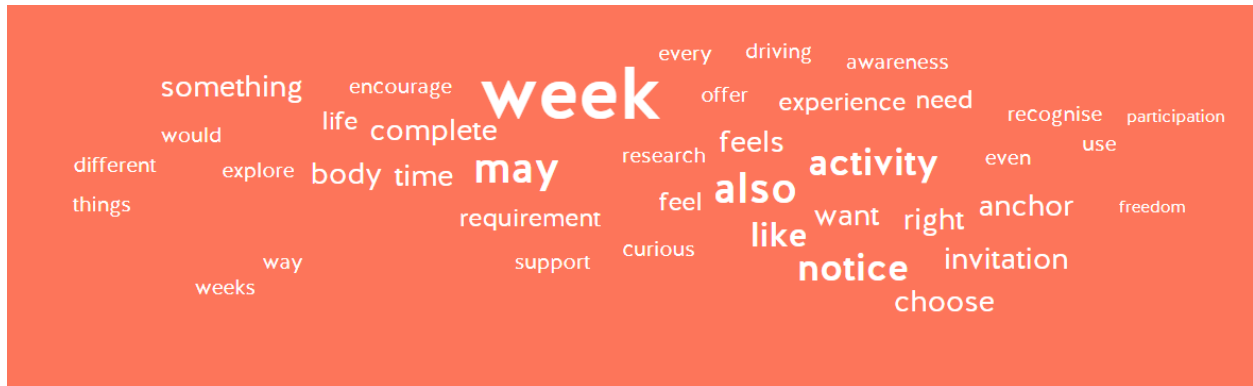 every driving awareness
something encourage week offer experience need
recognise participation
would life complete research feels use
different explore body time may also activity even
things requirement feel like want right anchor freedom
way support curious notice invitation
weeks choose